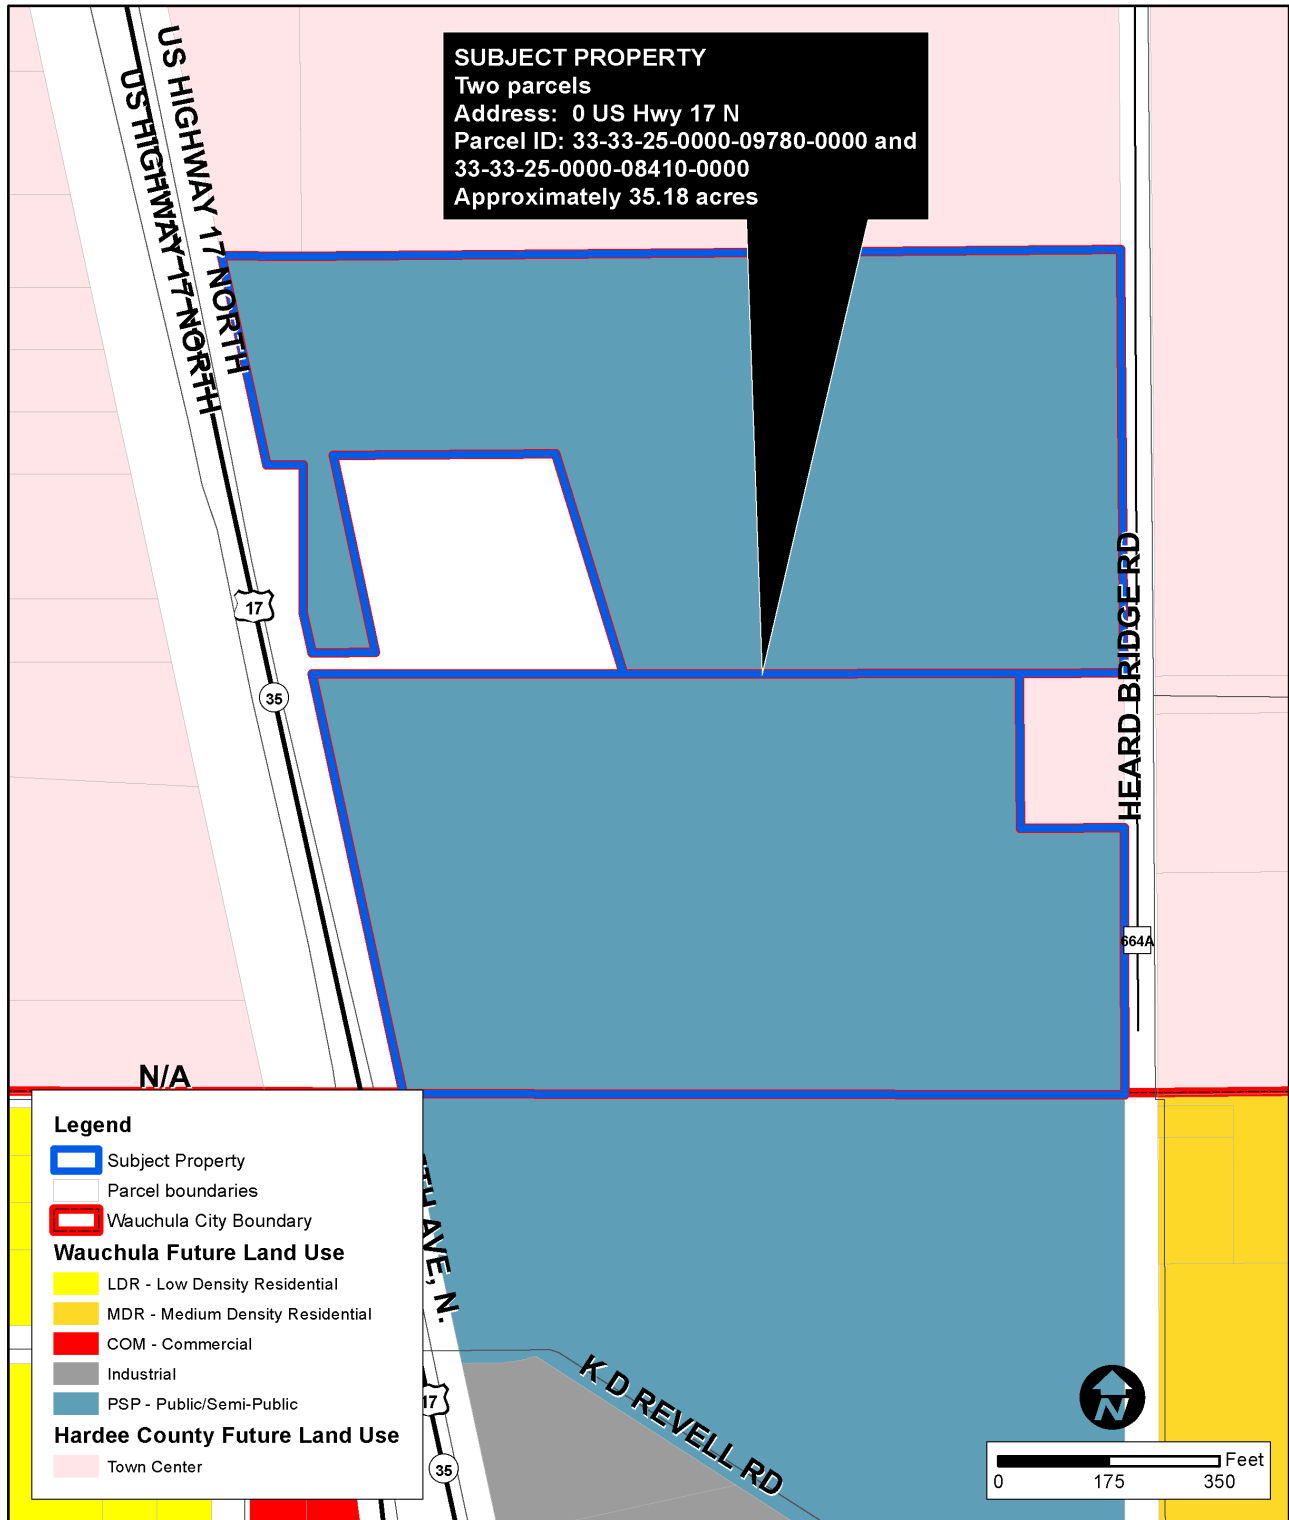 SUBJECT PROPERTY
Two parcels
Address:  0 US Hwy 17 N
Parcel ID: 33-33-25-0000-09780-0000 and
33-33-25-0000-08410-0000
Approximately 35.18 acres
US HIGHWAY 17 NORTH
US HIGHWAY 17 NORTH
17
35
HEARD BRIDGE RD
664A
N/A
Legend
Subject Property
Parcel boundaries
Wauchula City Boundary
Wauchula Future Land Use
LDR - Low Density Residential
MDR - Medium Density Residential
COM - Commercial
Industrial
PSP - Public/Semi-Public
Hardee County Future Land Use
Town Center
AVE, N.
17
35
K D REVELL RD
N
Feet
0
175
350